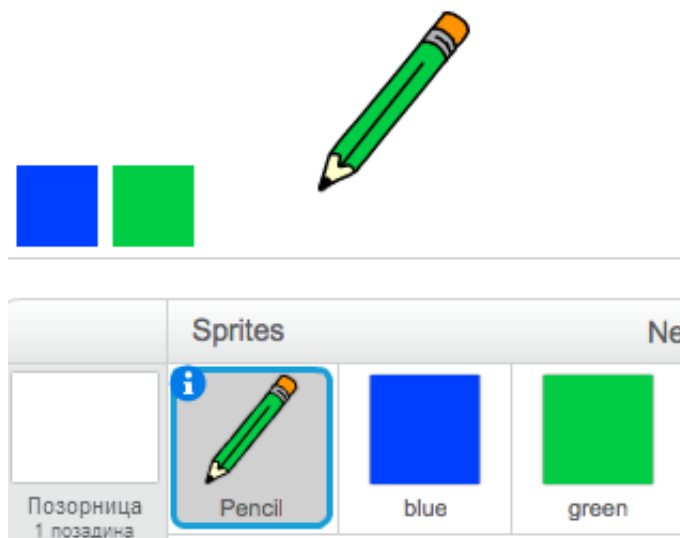 Sprites
Ne
Pencil
blue
green
Позорница
1 позадина